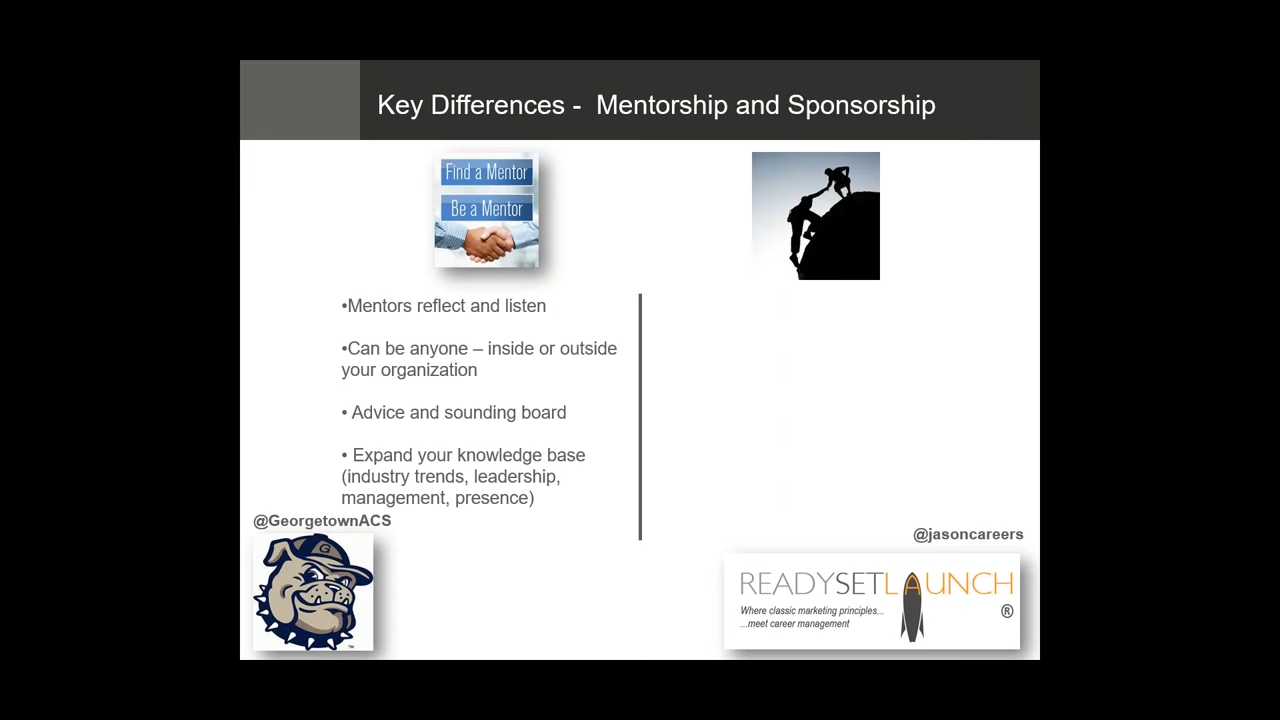 Key Differences -  Mentorship and Sponsorship
Find a Mentor
Be a Mentor
•Mentors reflect and listen
•Can be anyone – inside or outside
your organization
• Advice and sounding board
• Expand your knowledge base
(industry trends, leadership,
management, presence)
@GeorgetownACS
G
TM
@jasoncareers
READYSETLAUNCH
®
Where classic marketing principles...
...meet career management